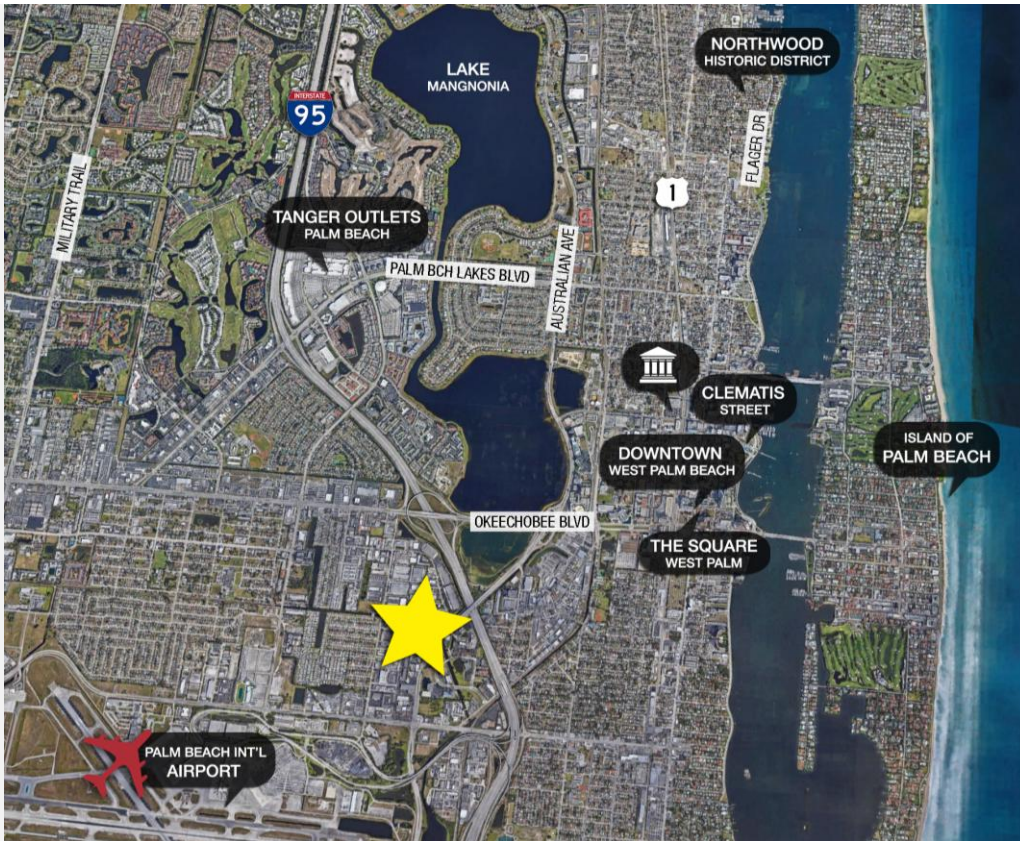 NORTHWOOD
HISTORIC DISTRICT
LAKE
MANGNONIA
INTERSTATE
95
FLAGER DR
MILITARY TRAIL
1
TANGER OUTLETS
PALM BEACH
AUSTRALIAN AVE
PALM BCH LAKES BLVD
CLEMATIS
STREET
ISLAND OF
PALM BEACH
DOWNTOWN
WEST PALM BEACH
OKEECHOBEE BLVD
THE SQUARE
WEST PALM
PALM BEACH INT'L
AIRPORT